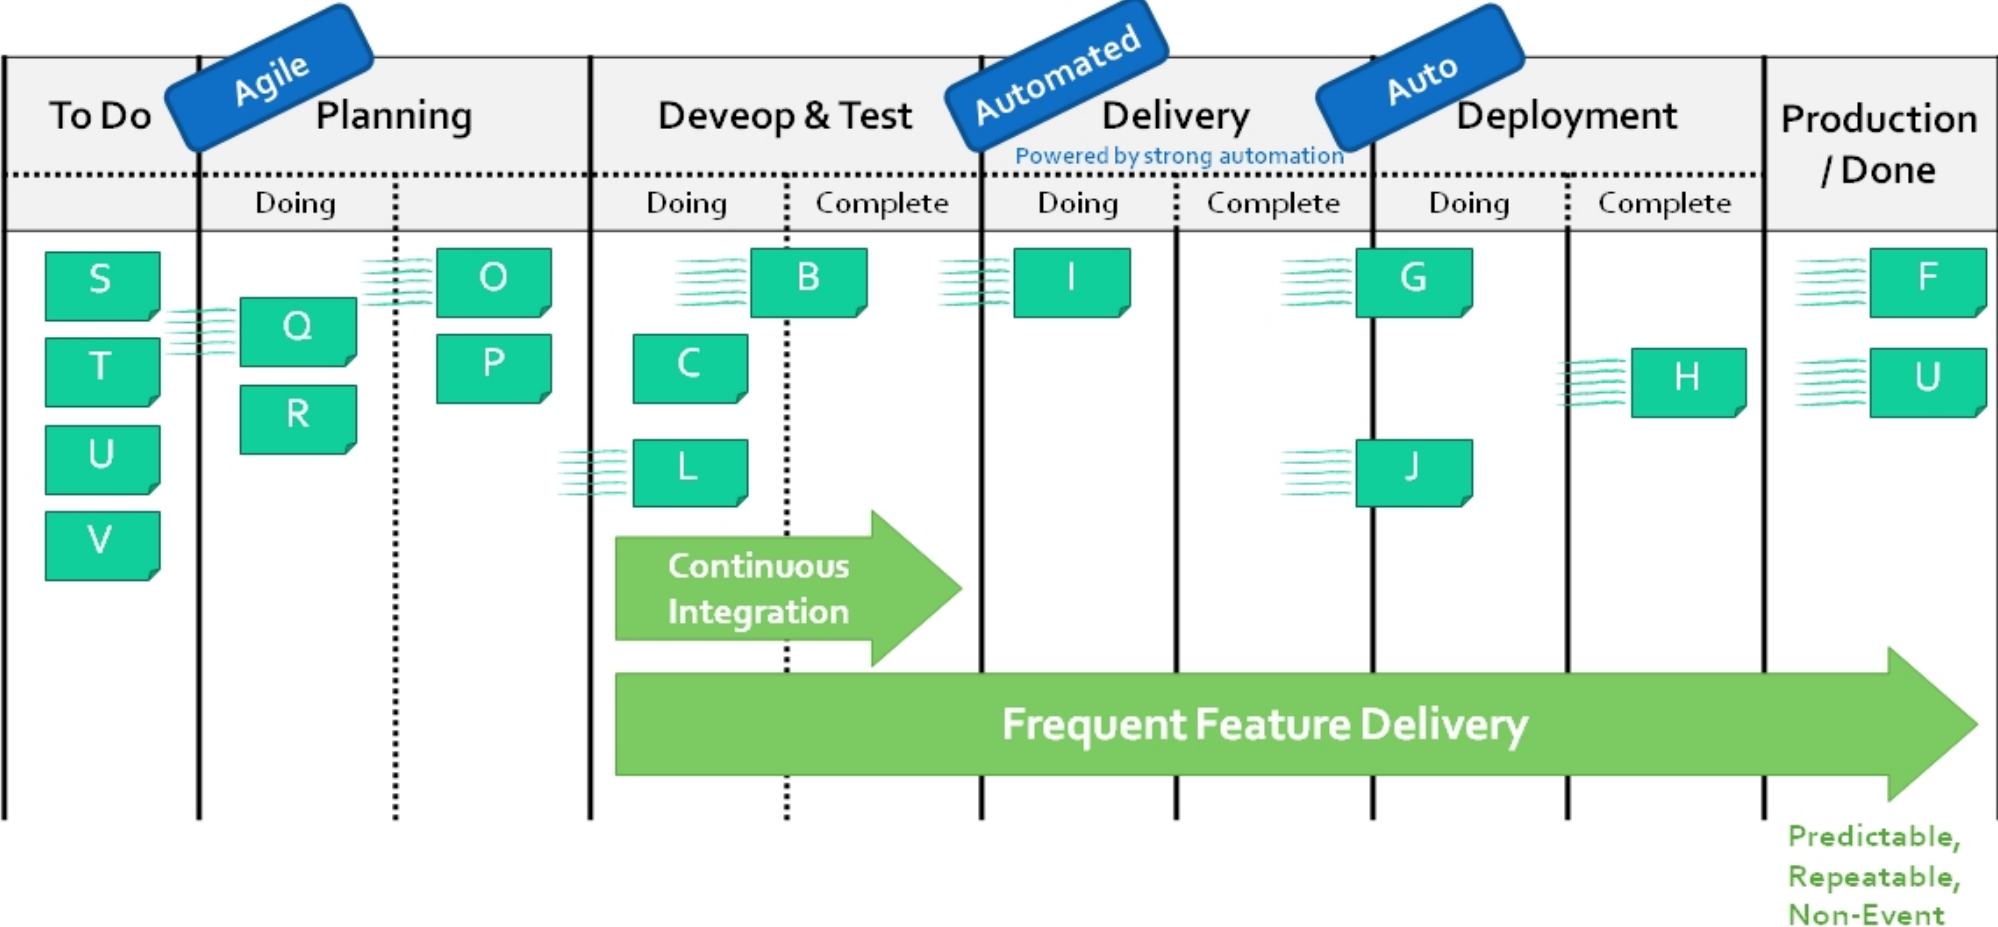 Agile
Automated
Auto
To Do
Planning
Deveop & Test
Delivery
Powered by strong automation
Deployment
Production
/ Done
Doing
Doing
Complete
Doing
Complete
Doing
Complete
S
T
U
V
Q
R
O
P
B
C
L
I
G
J
H
F
U
Continuous
Integration
Frequent Feature Delivery
Predictable,
Repeatable,
Non-Event